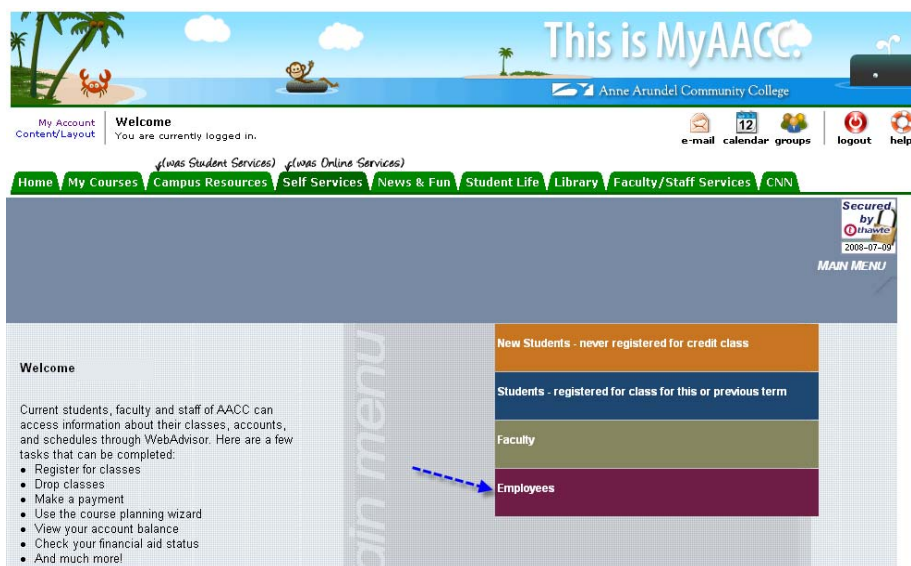 This is MyAACC.
Anne Arundel Community College
My Account
Content/Layout
Welcome
You are currently logged in.
e-mail calendar groups logout help
12
(was Student Services) (was Online Services)
Home My Courses Campus Resources Self Services News & Fun Student Life Library Faculty/Staff Services CNN
Secured
by
thawte
2008-07-09
MAIN MENU
main menu
New Students - never registered for credit class
Students - registered for class for this or previous term
Faculty
Employees
Welcome
Current students, faculty and staff of AACC can
access information about their classes, accounts,
and schedules through WebAdvisor. Here are a few
tasks that can be completed:
• Register for classes
• Drop classes
• Make a payment
• Use the course planning wizard
• View your account balance
• Check your financial aid status
• And much more!